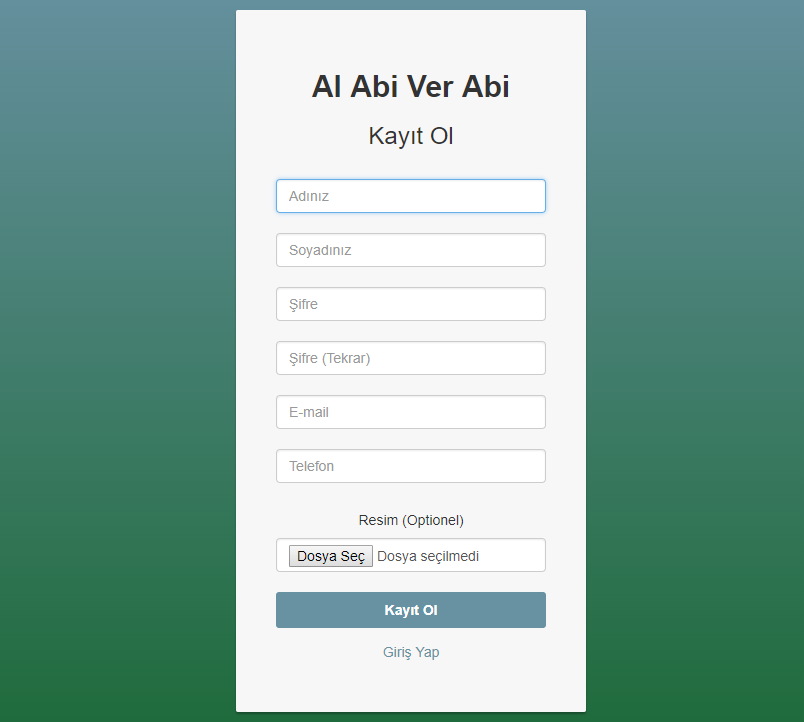 Al Abi Ver Abi
Kayıt Ol
Adınız
Soyadınız
Şifre
Şifre (Tekrar)
E-mail
Telefon
Resim (Optionel)
Dosya Seç Dosya seçilmedi
Kayıt Ol
Giriş Yap